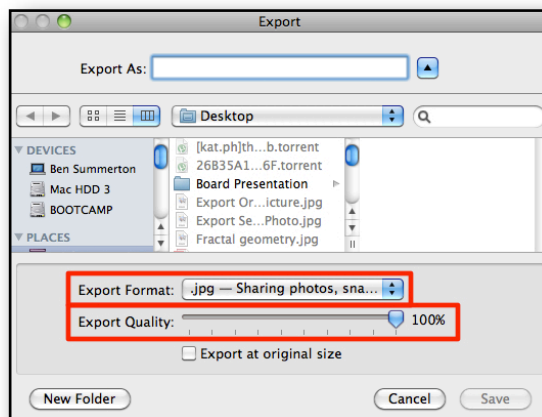 Export
Export As:
Desktop
DEVICES
Ben Summerton
Mac HDD 3
BOOTCAMP
PLACES
[kat.ph]th...b.torrent
26B35A1...6F.torrent
Board Presentation
Export Or...icture.jpg
Export Se...Photo.jpg
Fractal geometry.jpg
Export Format: .jpg — Sharing photos, sna...
Export Quality: 100%
Export at original size
New Folder Cancel Save